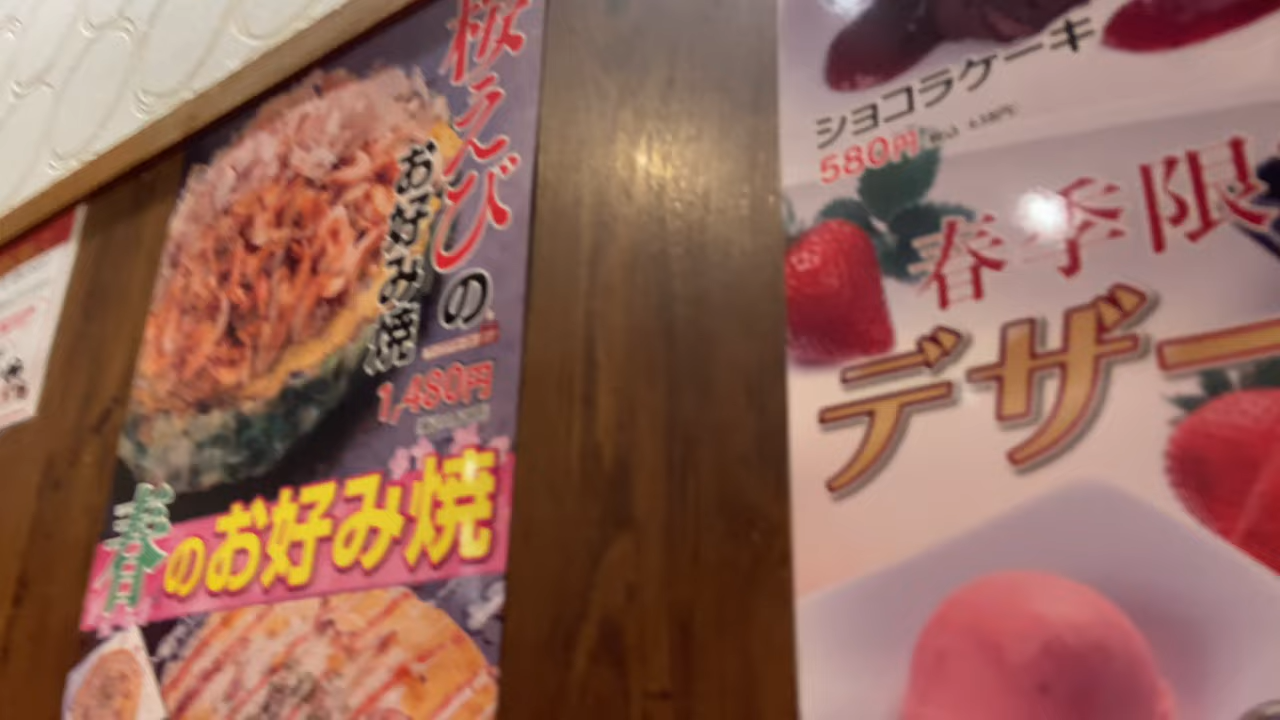 桜えびの
お好み焼
1,480円
春のお好み焼
ショコラケーキ
580円
春季限
デザー